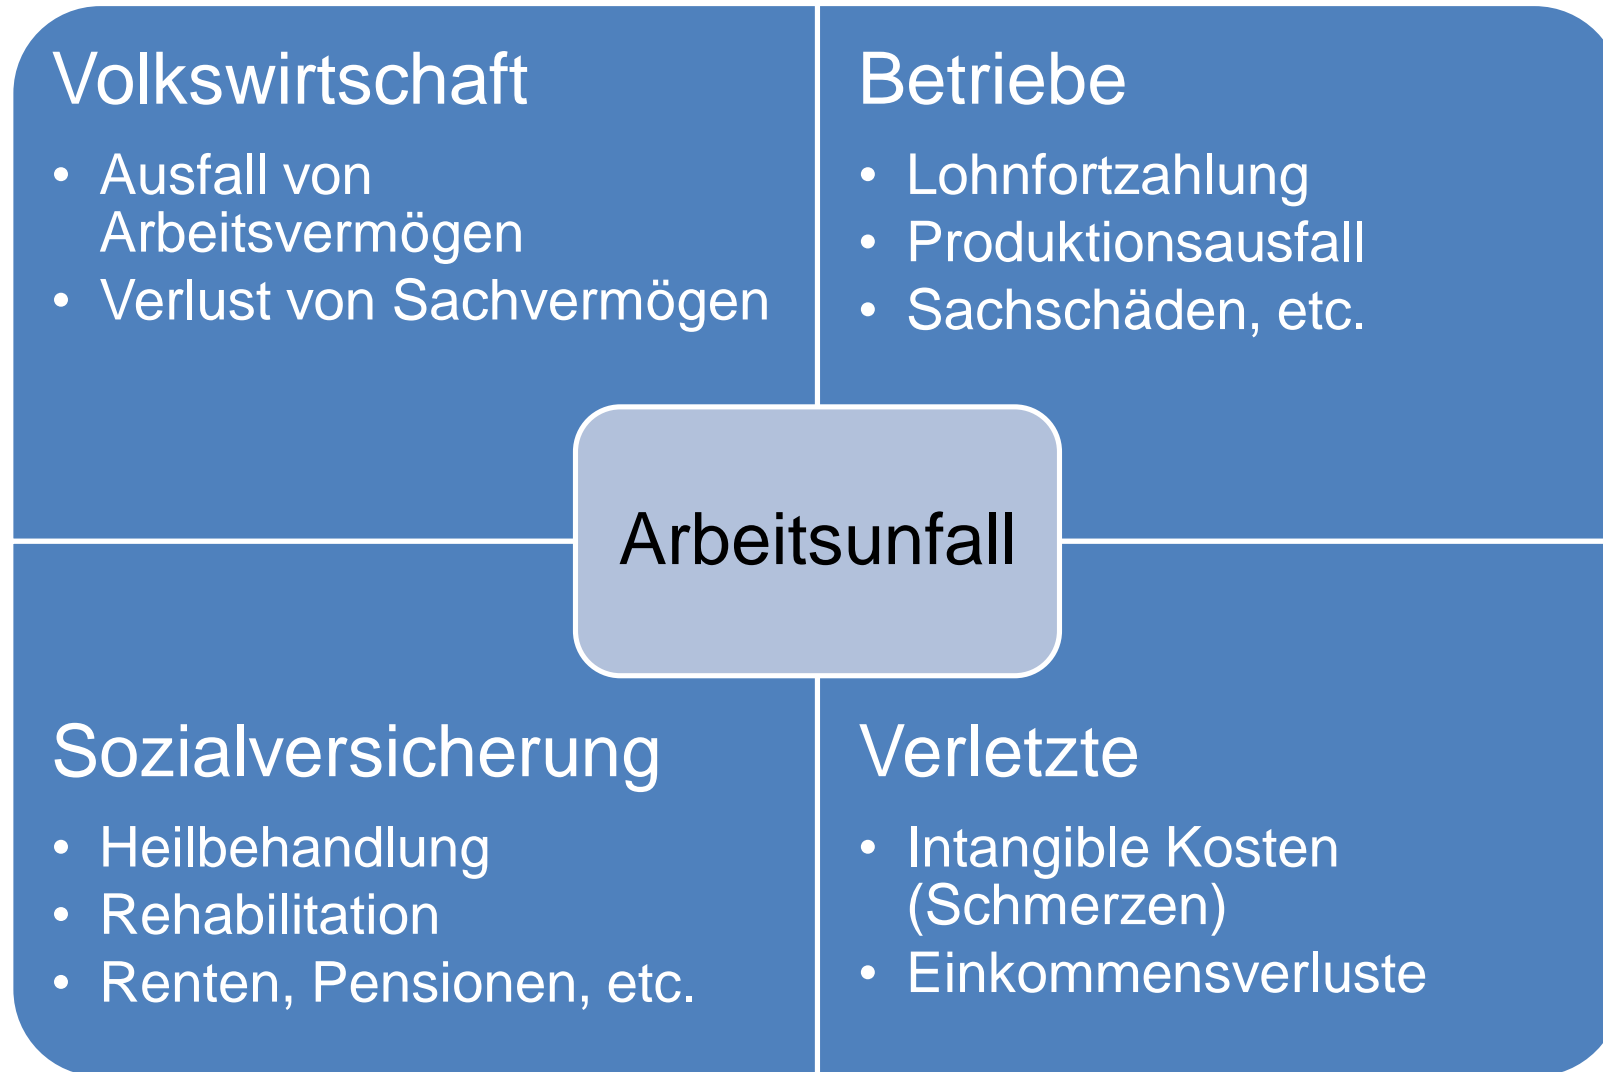 Volkswirtschaft
• Ausfall von
Arbeitsvermögen
• Verlust von Sachvermögen
Betriebe
• Lohnfortzahlung
• Produktionsausfall
• Sachschäden, etc.
Arbeitsunfall
Sozialversicherung
• Heilbehandlung
• Rehabilitation
• Renten, Pensionen, etc.
Verletzte
• Intangible Kosten
(Schmerzen)
• Einkommensverluste